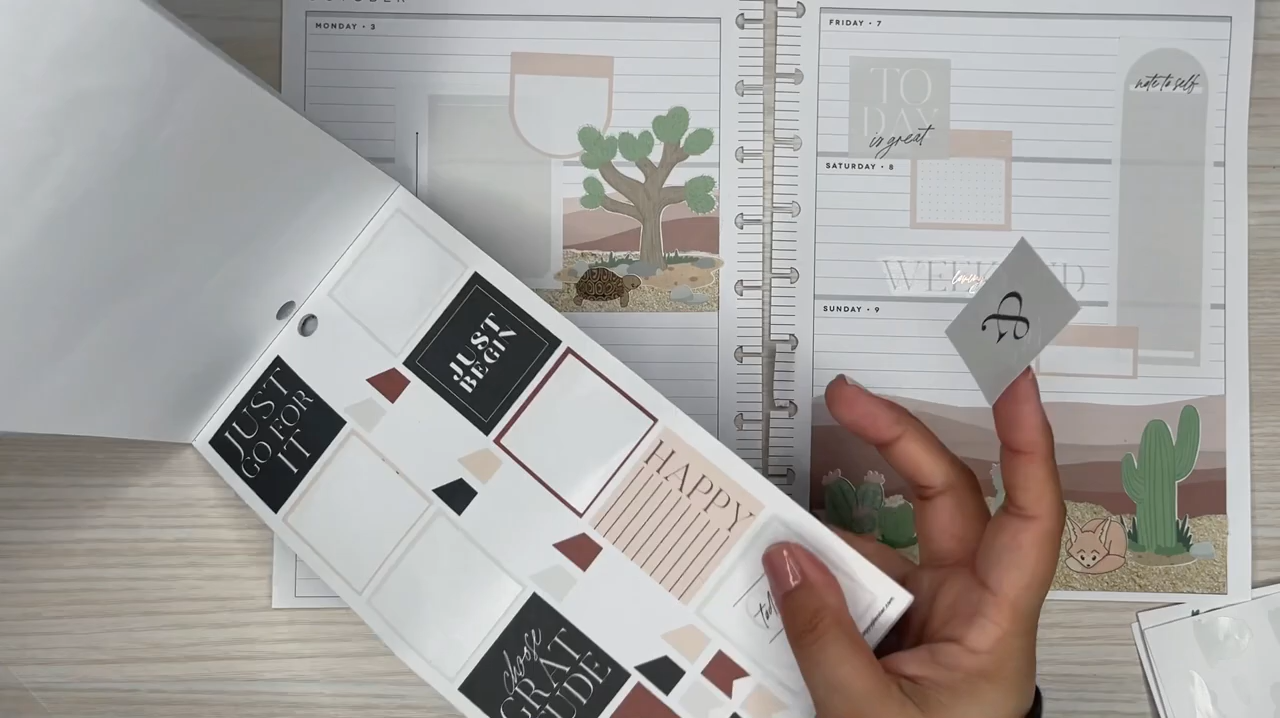 MONDAY • 3
FRIDAY • 7
TO
DAY
is great
note to self
SATURDAY • 8
SUNDAY • 9
&
JUST
BEGIN
JUST
GO FOR
IT
HAPPY
choose
GRAT
TUDE